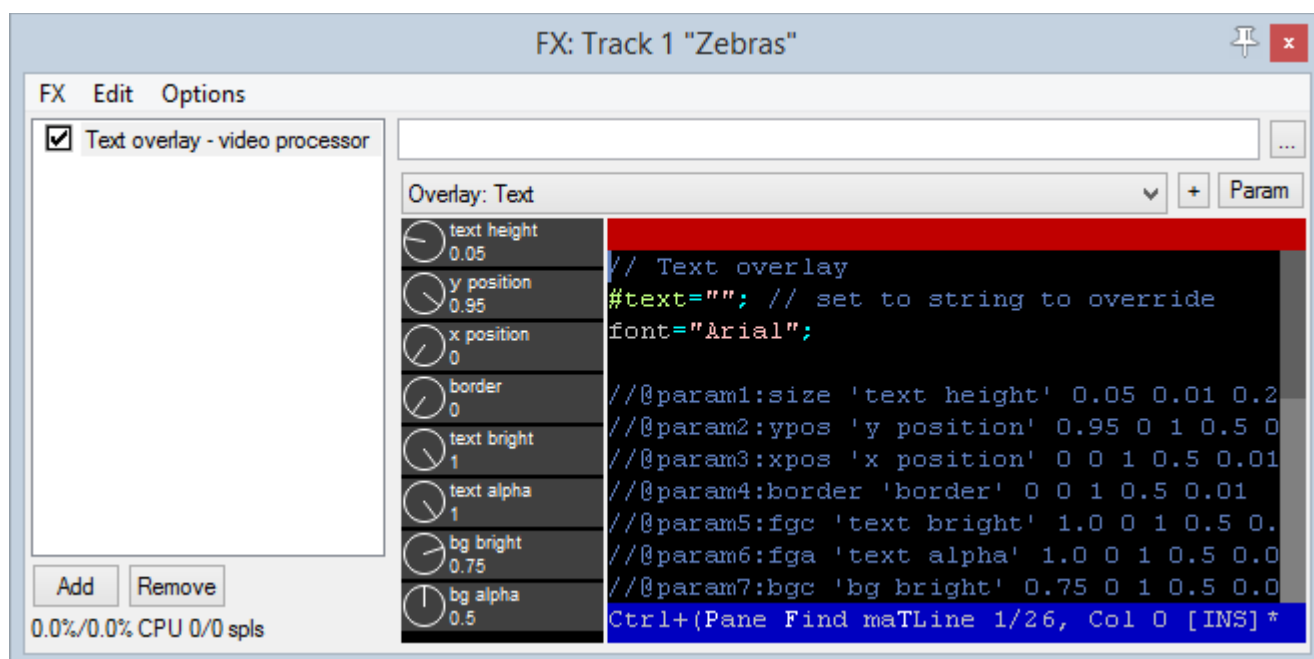 FX: Track 1 "Zebras"
x
FX Edit Options
Text overlay - video processor
...
Overlay: Text
+
Param
text height
0.05
y position
0.95
x position
0
border
0
text bright
1
text alpha
1
bg bright
0.75
bg alpha
0.5
// Text overlay
#text=""; // set to string to override
font="Arial";
//@param1:size 'text height' 0.05 0.01 0.2
//@param2:ypos 'y position' 0.95 0 1 0.5 0
//@param3:xpos 'x position' 0 0 1 0.5 0.01
//@param4:border 'border' 0 0 1 0.5 0.01
//@param5:fgc 'text bright' 1.0 0 1 0.5 0.
//@param6:fga 'text alpha' 1.0 0 1 0.5 0.0
//@param7:bgc 'bg bright' 0.75 0 1 0.5 0.0
Ctrl+(Pane Find maTLine 1/26, Col 0 [INS]*
Add
Remove
0.0%/0.0% CPU 0/0 spls